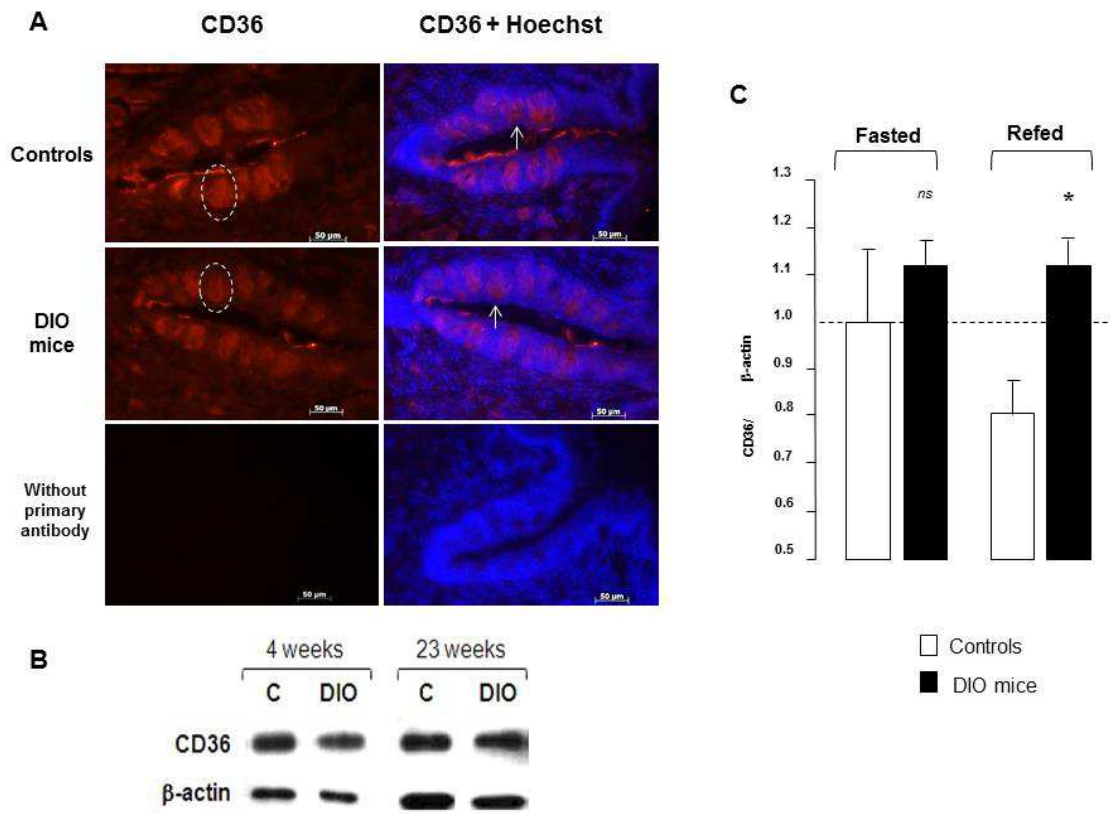 A
CD36
CD36 + Hoechst
Controls
50 µm
50 µm
DIO
mice
50 µm
50 µm
Without
primary
antibody
50 µm
50 µm
B
4 weeks
23 weeks
C
DIO
C
DIO
CD36
β-actin
C
Fasted
Refed
1.3
1.2
1.1
1.0
0.9
0.8
0.7
0.6
0.5
CD36/
β-actin
ns
*
Controls
DIO mice